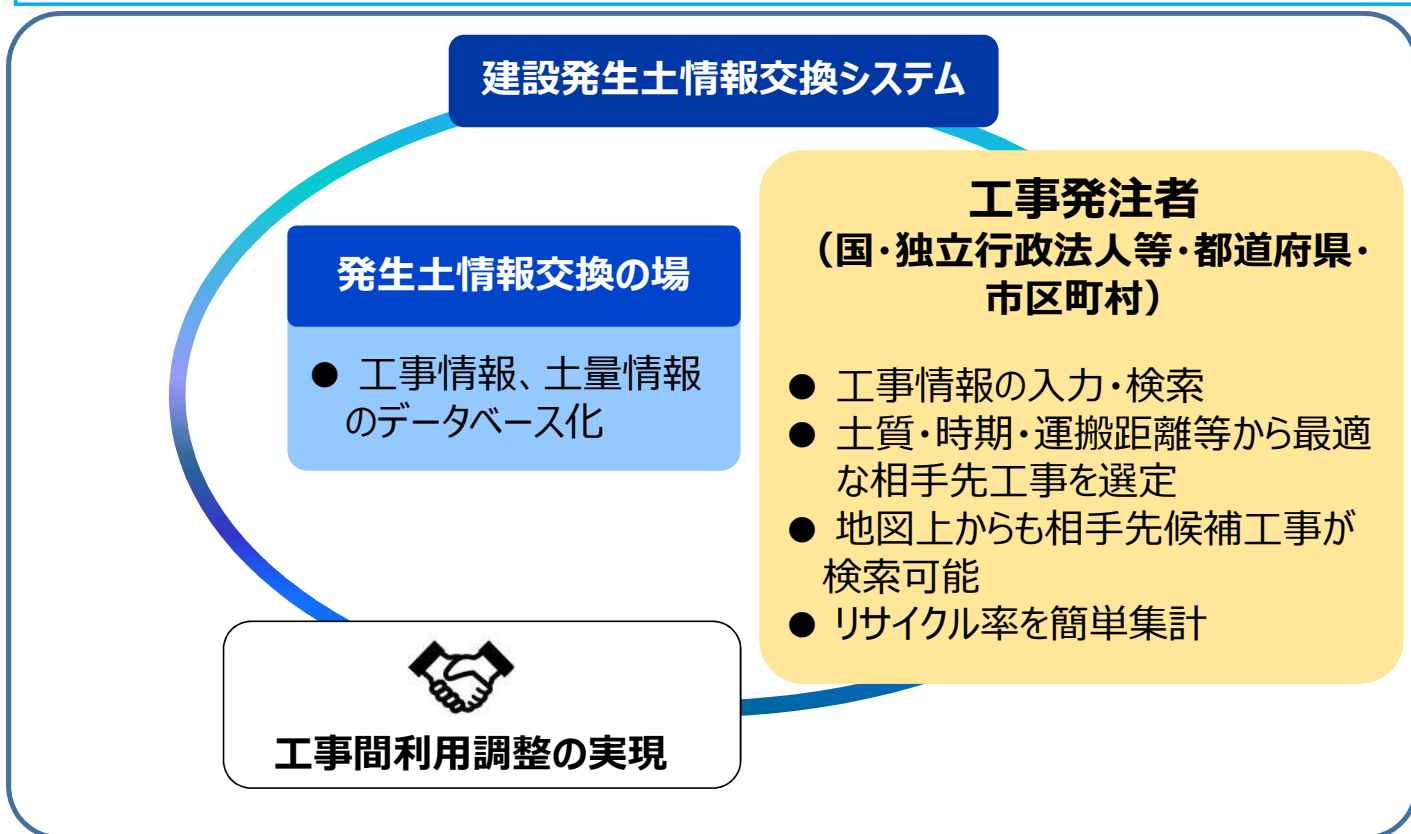 建設発生土情報交換システム
発生土情報交換の場
● 工事情報、土量情報
のデータベース化
工事発注者
（国・独立行政法人等・都道府県・
市区町村）
● 工事情報の入力・検索
● 土質・時期・運搬距離等から最適
な相手先工事を選定
● 地図上からも相手先候補工事が
検索可能
● リサイクル率を簡単集計
工事間利用調整の実現